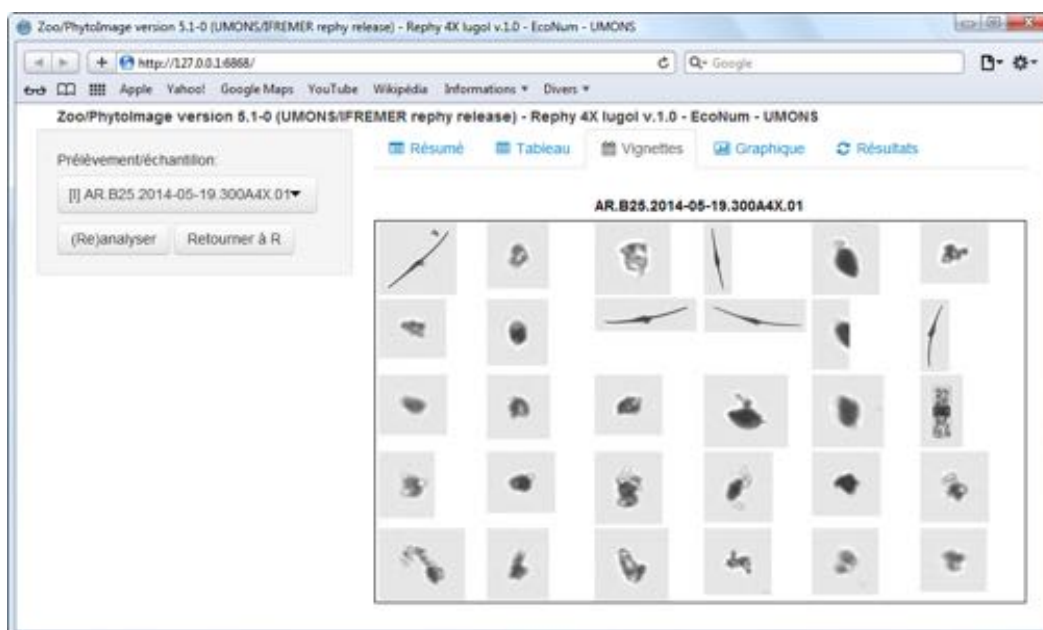 Zoo/PhytoImage version 5.1-0 (UMONS/IFREMER rephy release) - Rephy 4X lugol v.1.0 - EcoNum - UMONS
http://127.0.0.1:6868/
Google
Apple Yahoo! Google Maps YouTube Wikipédia Informations Divers
Zoo/PhytoImage version 5.1-0 (UMONS/IFREMER rephy release) - Rephy 4X lugol v.1.0 - EcoNum - UMONS
Prélèvement/échantillon:
[I] AR.B25.2014-05-19.300A4X.01
(Re)analyser Retourner à R
Résumé Tableau Vignettes Graphique Résultats
AR.B25.2014-05-19.300A4X.01